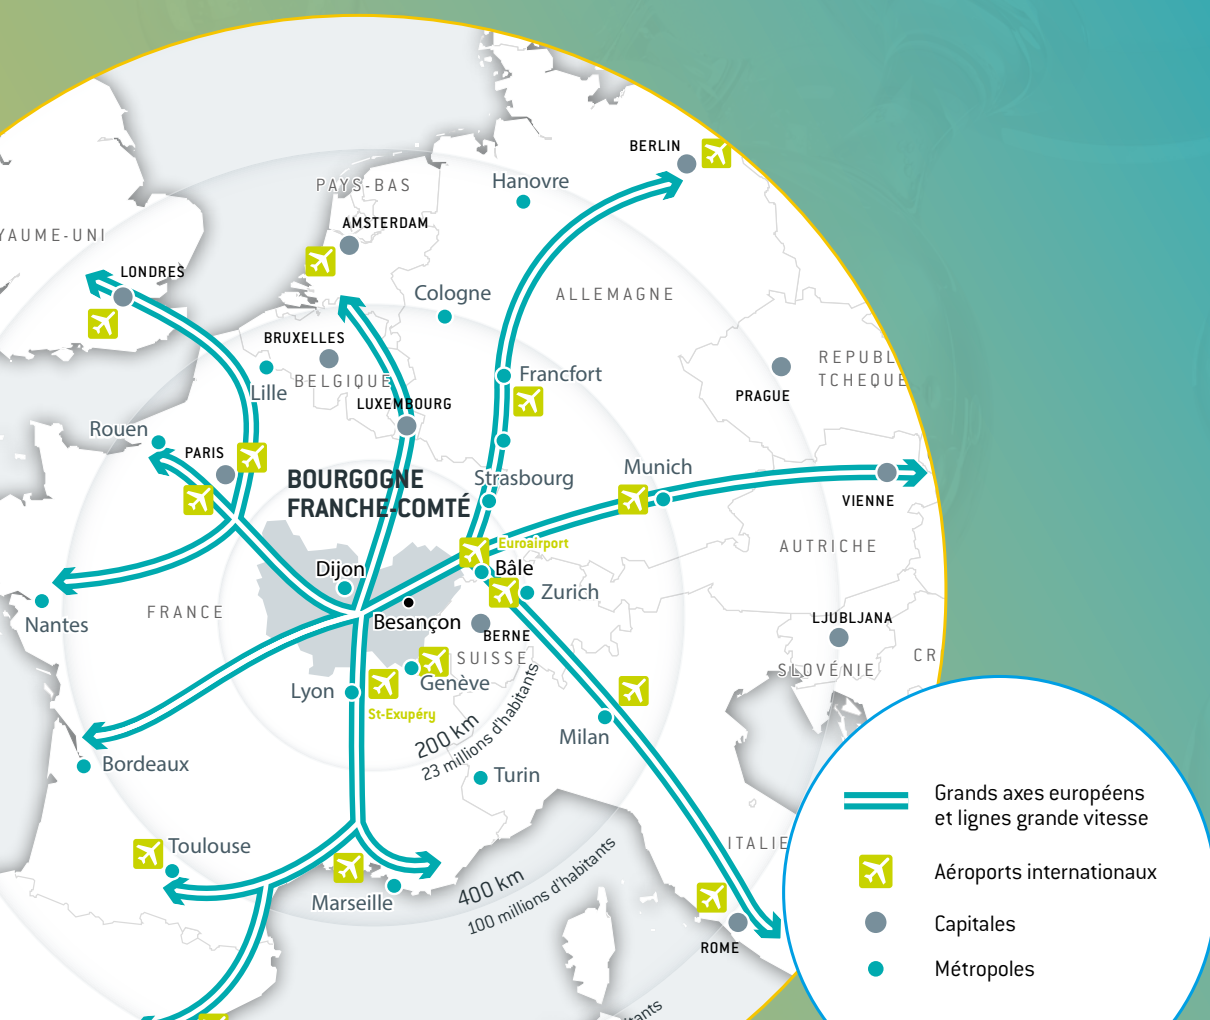 BERLIN
Hanovre
PAYS-BAS
AMSTERDAM
YAUME-UNI
LONDRES
Cologne
ALLEMAGNE
BRUXELLES
BELGIQUE
Lille
Francfort
REPUBL
TCHEQUE
PRAGUE
LUXEMBOURG
Rouen
PARIS
BOURGOGNE
FRANCHE-COMTÉ
Strasbourg
Munich
VIENNE
Euroairport
AUTRICHE
Dijon
Bâle
Zurich
FRANCE
Nantes
Besançon
BERNE
SUISSE
LJUBLJANA
SLOVÉNIE
CR
Lyon
Genève
St-Exupéry
200 km
23 millions d'habitants
Milan
Bordeaux
Turin
Toulouse
ITALIE
400 km
100 millions d'habitants
Marseille
ROME
itants
Grands axes européens
et lignes grande vitesse
Aéroports internationaux
Capitales
Métropoles